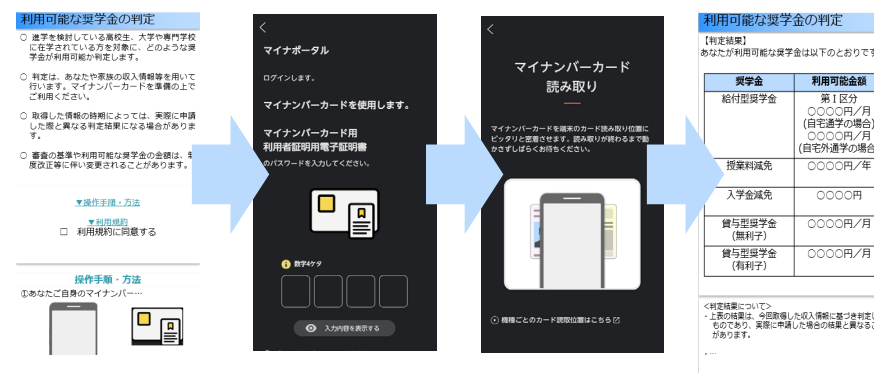 利用可能な奨学金の判定
○ 進学を検討している高校生、大学や専門学校
に在学されている方を対象に、どのような奨
学金が利用可能か判定します。
○ 判定は、あなたや家族の収入情報等を用いて
行います。マイナンバーカードを準備の上で
ご利用ください。
○ 取得した情報の時期によっては、実際に申請
した際と異なる判定結果になる場合がありま
す。
○ 審査の基準や利用可能な奨学金の金額は、制
度改正等に伴い変更されることがあります。
▼操作手順・方法
▼利用規約
□ 利用規約に同意する
操作手順・方法
①あなたご自身のマイナンバー…
マイナポータル
ログインします。
マイナンバーカードを使用します。
マイナンバーカード用
利用者証明用電子証明書
のパスワードを入力してください。
数字4ケタ
入力内容を表示する
マイナンバーカード
読み取り
マイナンバーカードを端末のカード読み取り位置に
ピッタリと密着させます。読み取りが終わるまで動
かさずしばらくお待ちください。
機種ごとのカード読取位置はこちら
利用可能な奨学金の判定
【判定結果】
あなたが利用可能な奨学金は以下のとおりです
奨学金 利用可能金額
給付型奨学金 第Ⅰ区分
○○○○円/月
(自宅通学の場合)
○○○○円/月
(自宅外通学の場合
授業料減免 ○○○○円/年
入学金減免 ○○○○円
貸与型奨学金
(無利子) ○○○○円/月
貸与型奨学金
(有利子) ○○○○円/月
<判定結果について>
・上表の結果は、今回取得した収入情報に基づき判定し
ものであり、実際に申請した場合の結果と異なるこ
があります。
・…